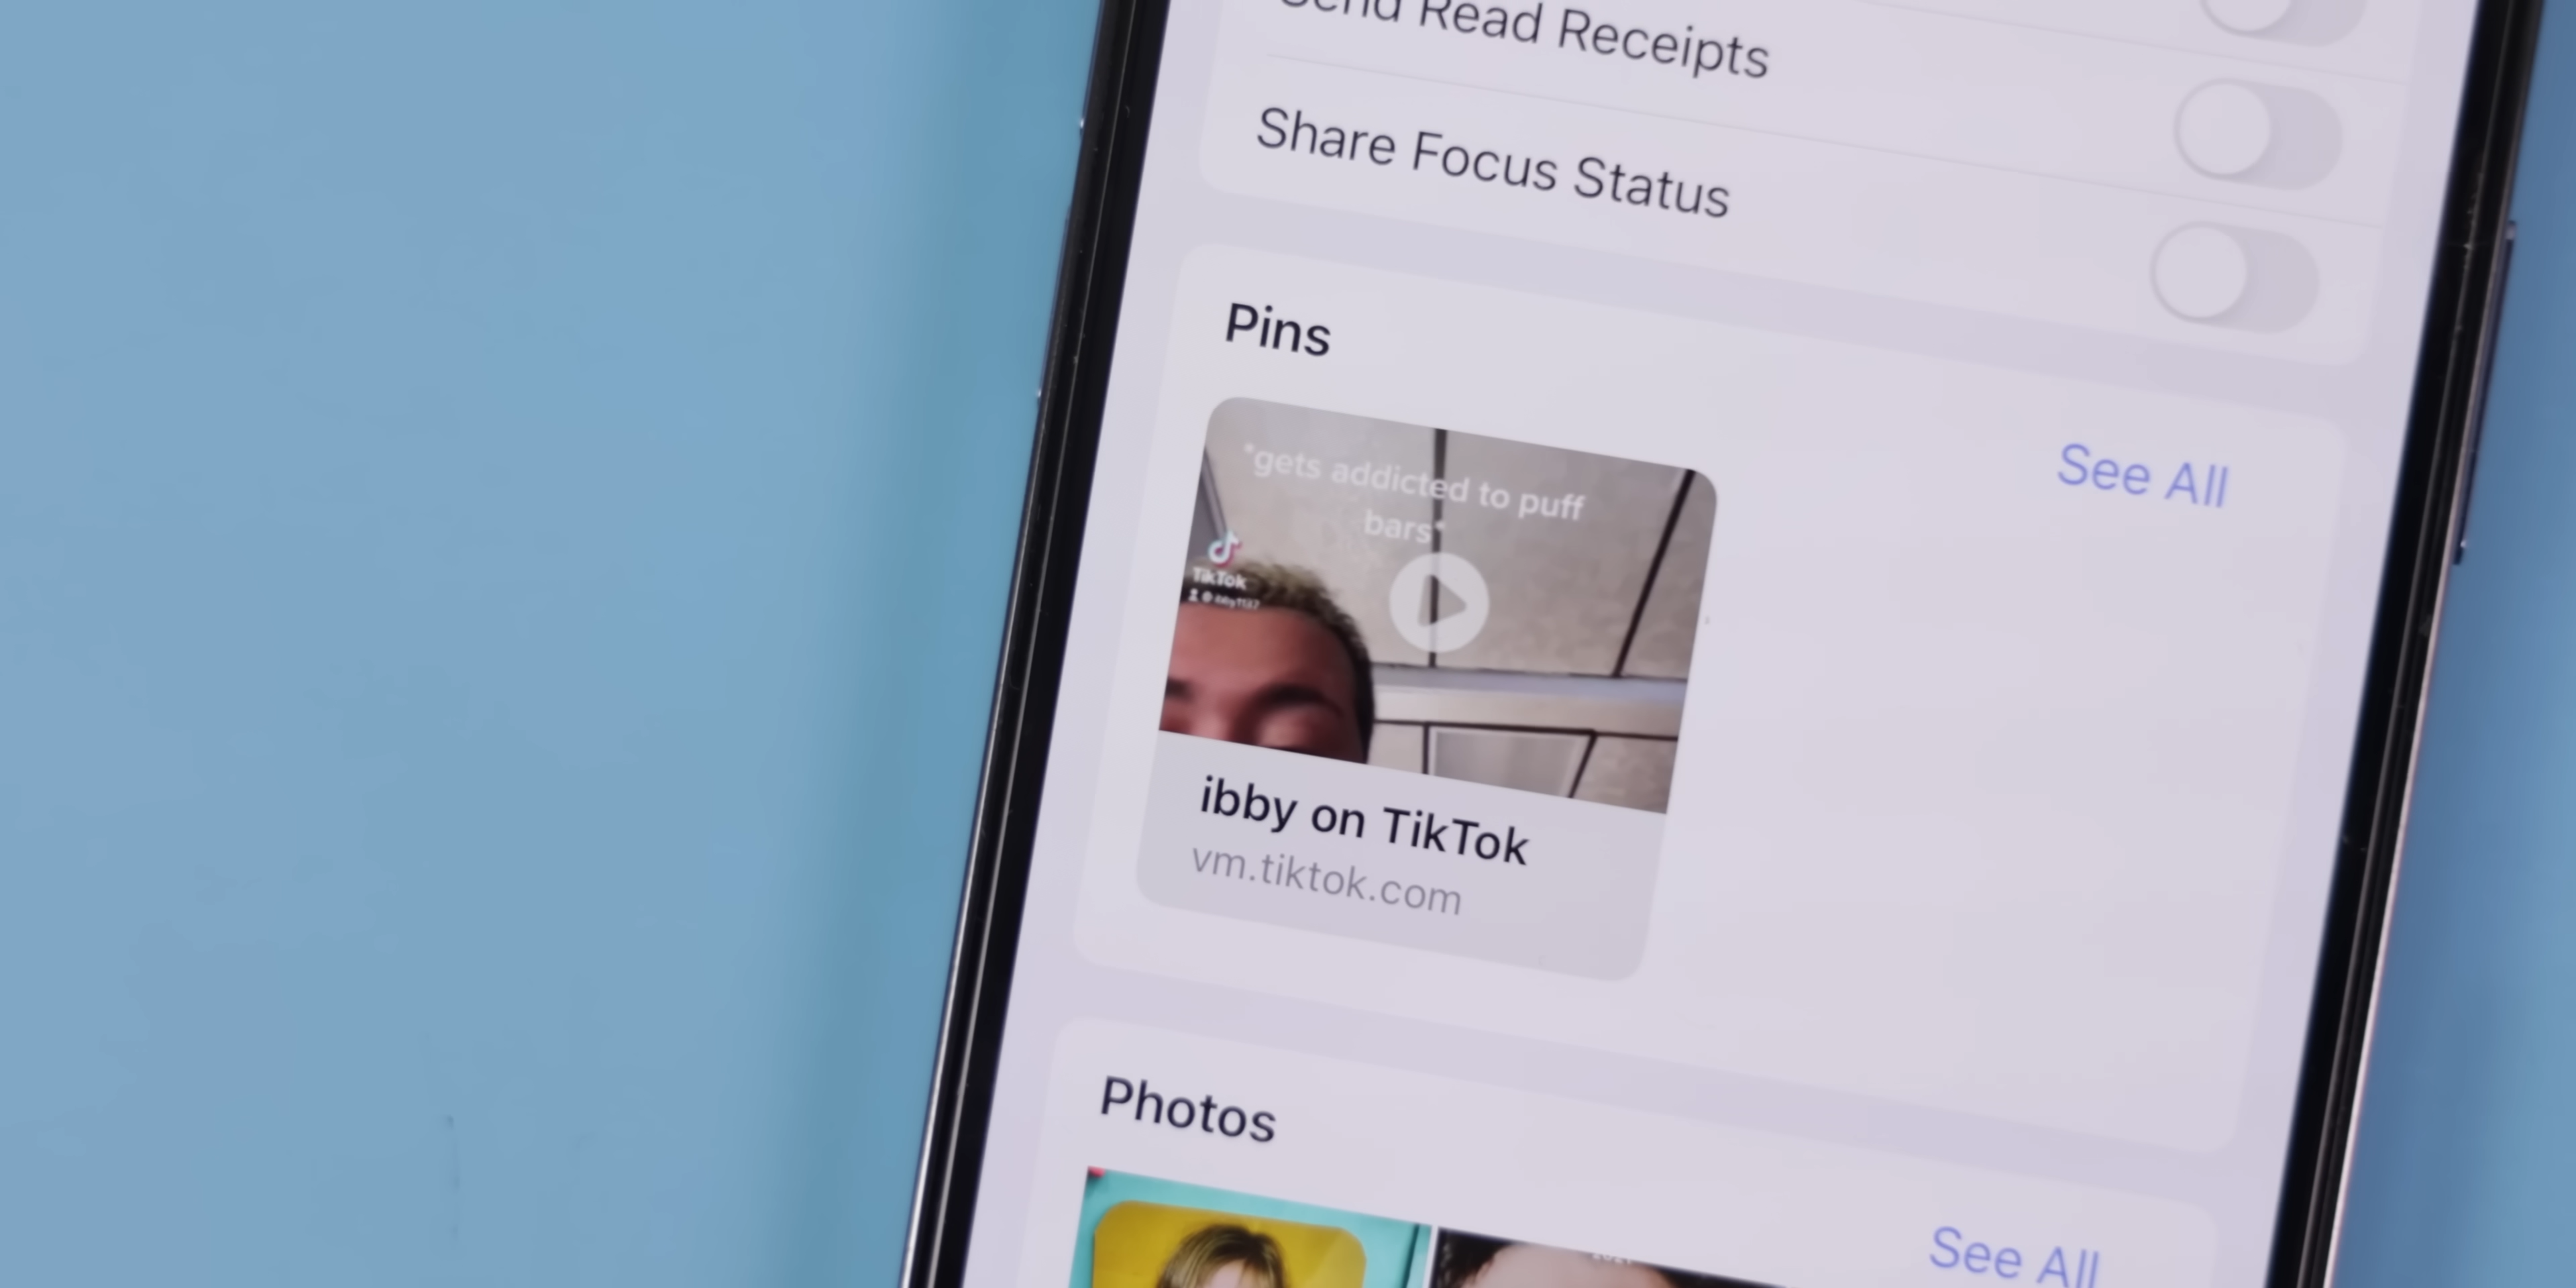 Send Read Receipts
Share Focus Status
Pins
See All
*gets addicted to puff
bars*
TikTok
ibby on TikTok
vm.tiktok.com
Photos
See All